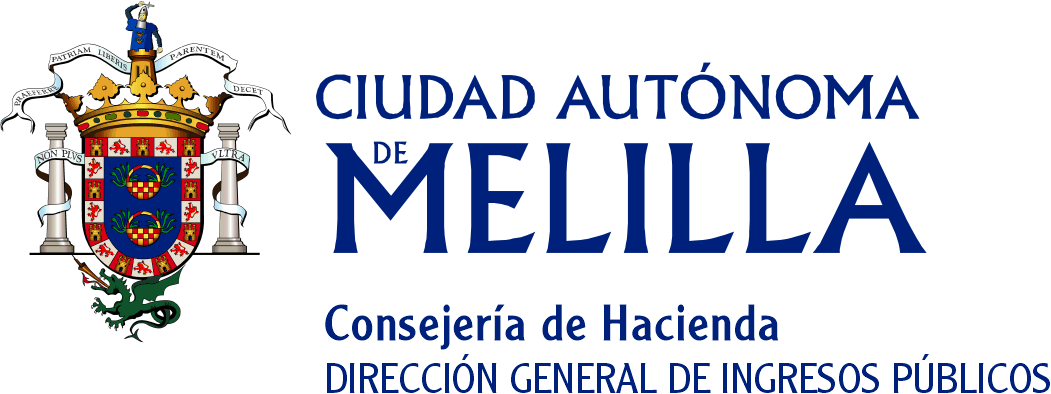 PRAEFERRE PATRIAM LIBERIS PARENTEM DECET
NON PLVS VLTRA
CIUDAD AUTÓNOMA
DE MELILLA
Consejería de Hacienda
DIRECCIÓN GENERAL DE INGRESOS PÚBLICOS